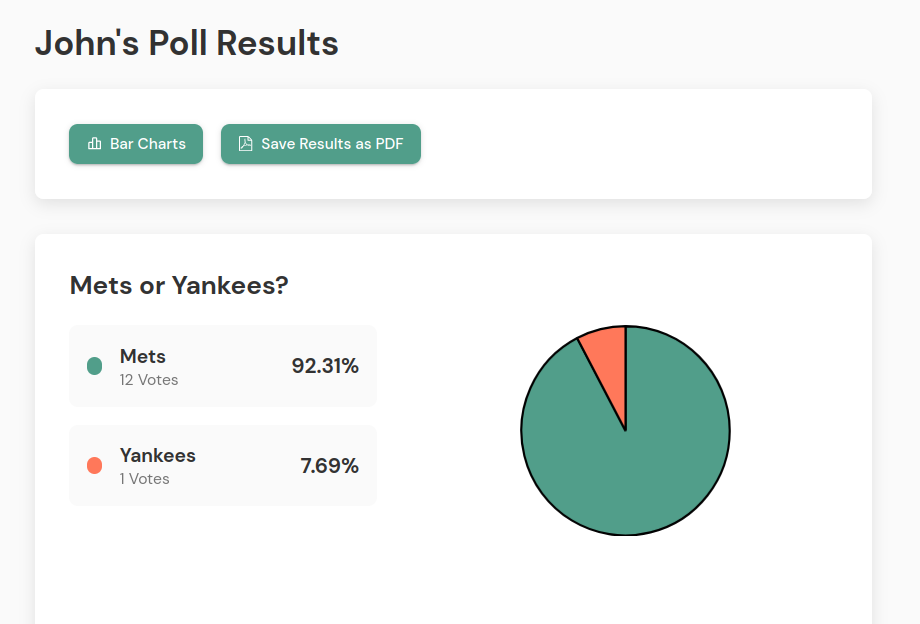 John's Poll Results
Bar Charts
Save Results as PDF
Mets or Yankees?
Mets
12 Votes
92.31%
Yankees
1 Votes
7.69%